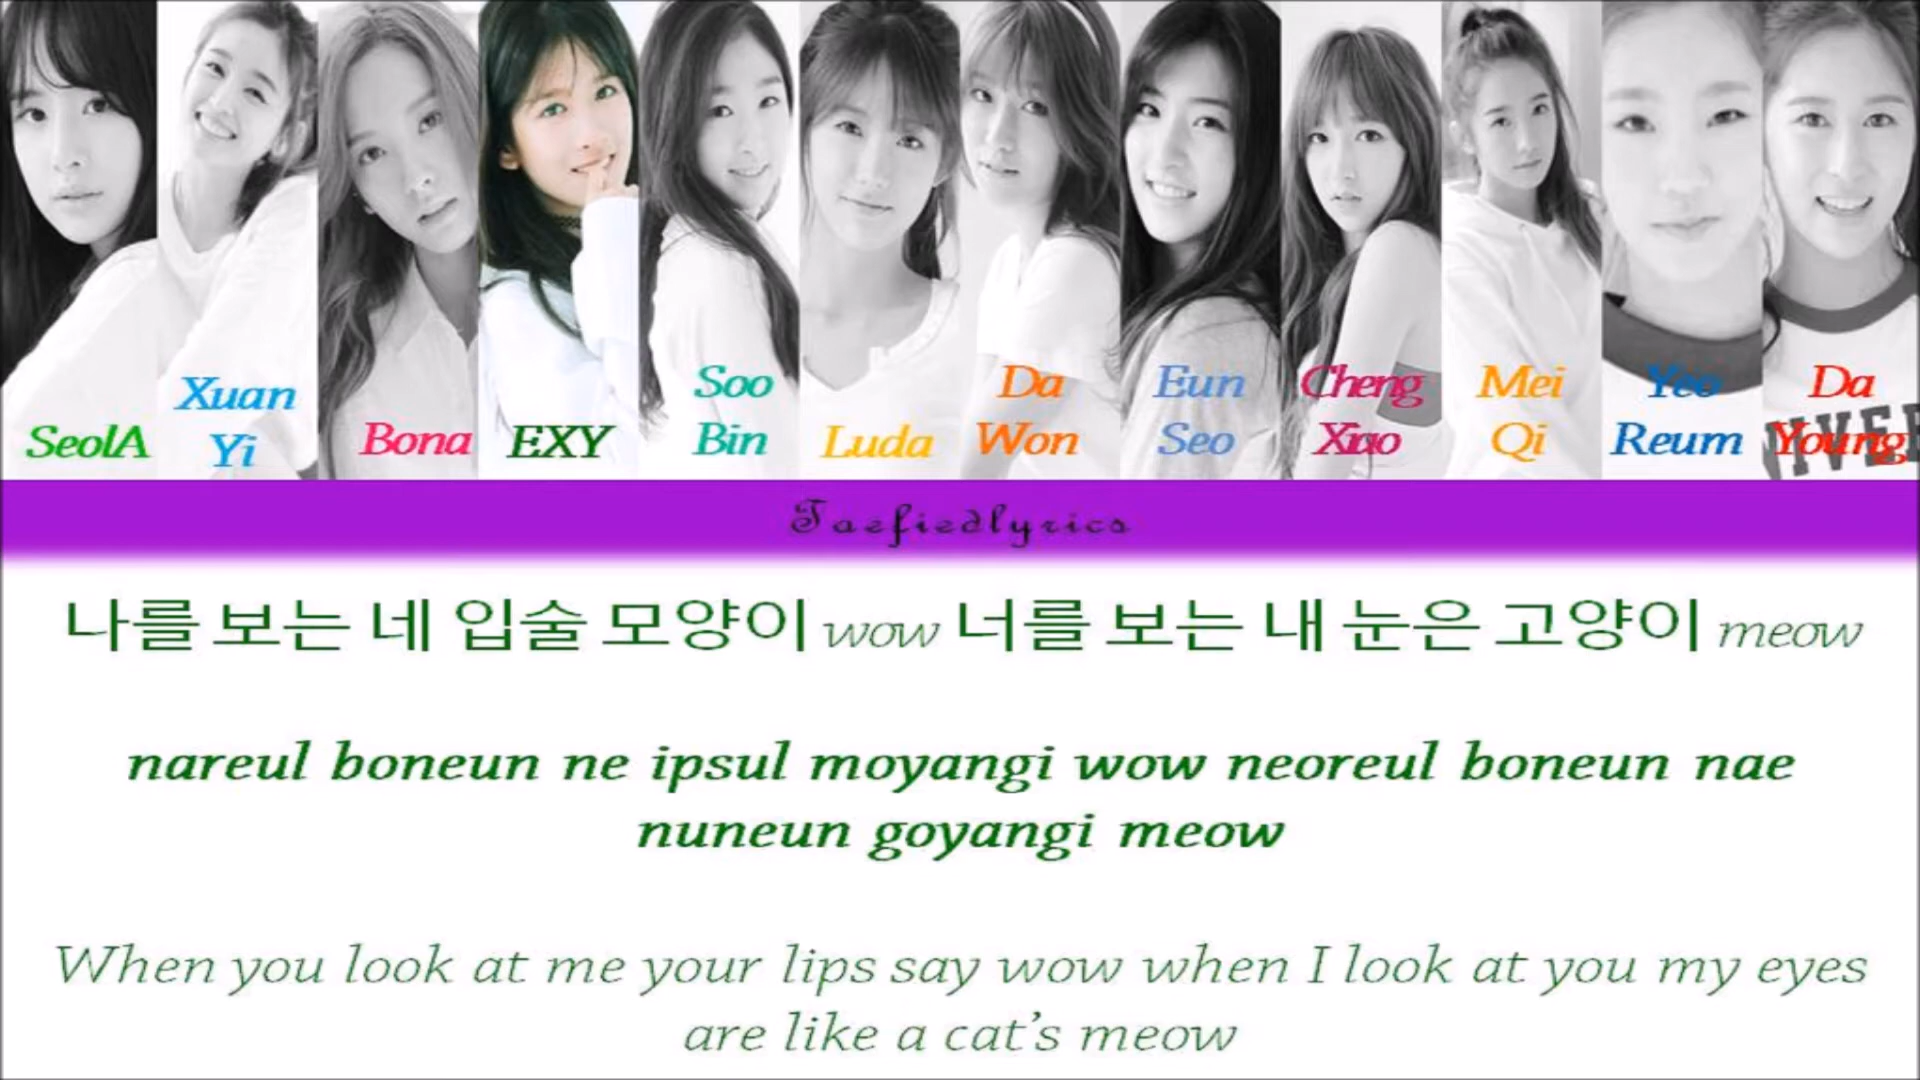 SeolA
Xuan
Yi
Bona
EXY
Soo
Bin
Luda
Da
Won
Eun
Seo
Cheng
Xiao
Mei
Qi
Yeo
Reum
Da
Young
Taefiedlyrics
나를 보는 네 입술 모양이 wow 너를 보는 내 눈은 고양이 meow
nareul boneun ne ipsul moyangi wow neoreul boneun nae
nuneun goyangi meow
When you look at me your lips say wow when I look at you my eyes
are like a cat’s meow